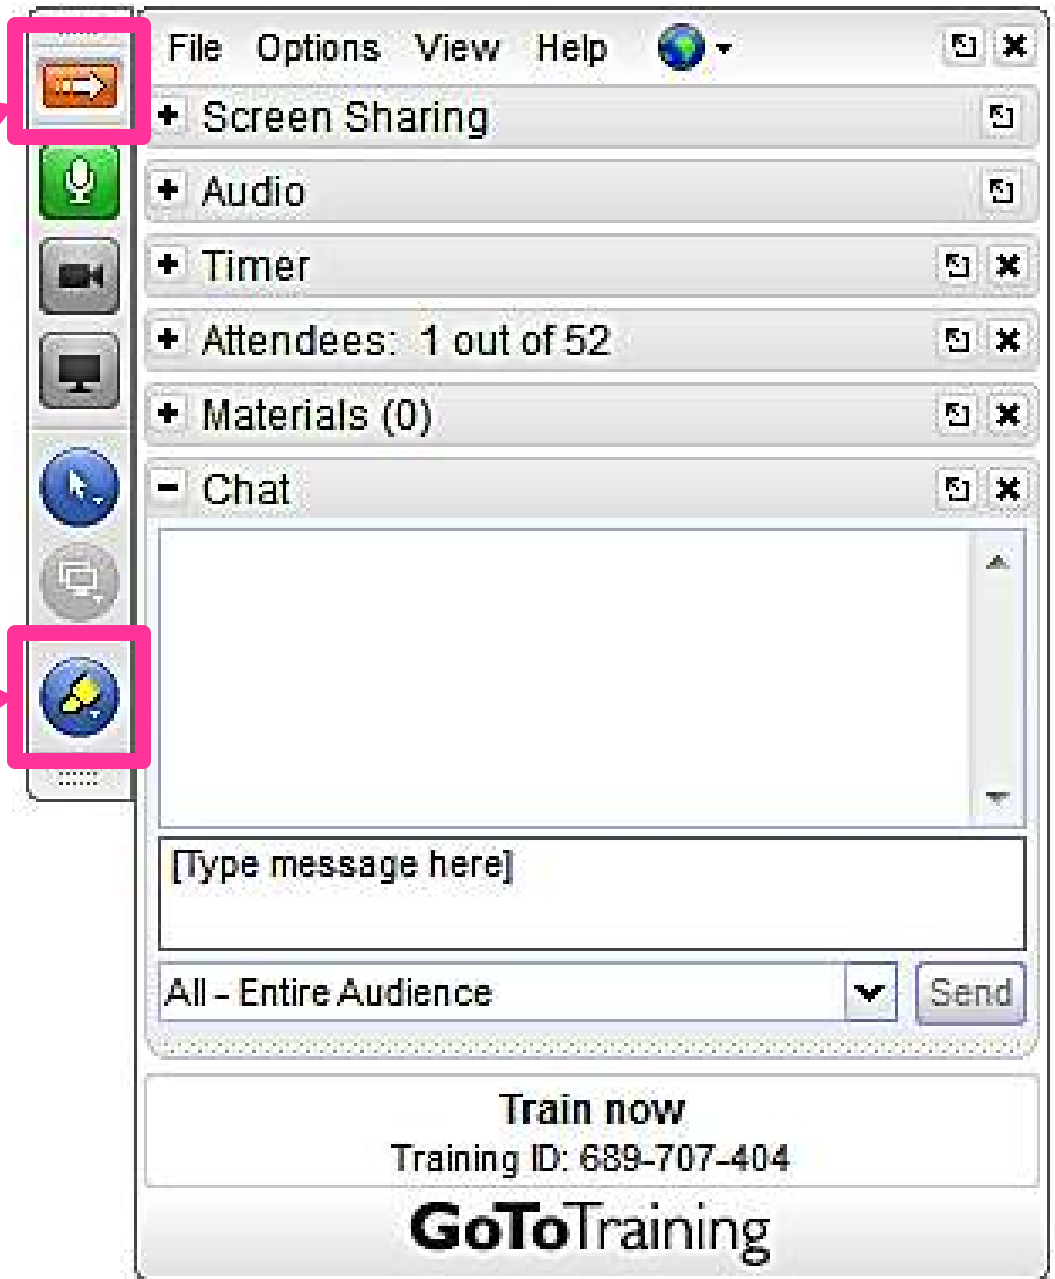 File Options View Help
Screen Sharing
Audio
Timer
Attendees: 1 out of 52
Materials (0)
Chat
[Type message here]
All - Entire Audience
Send
Train now
Training ID: 689-707-404
GoToTraining